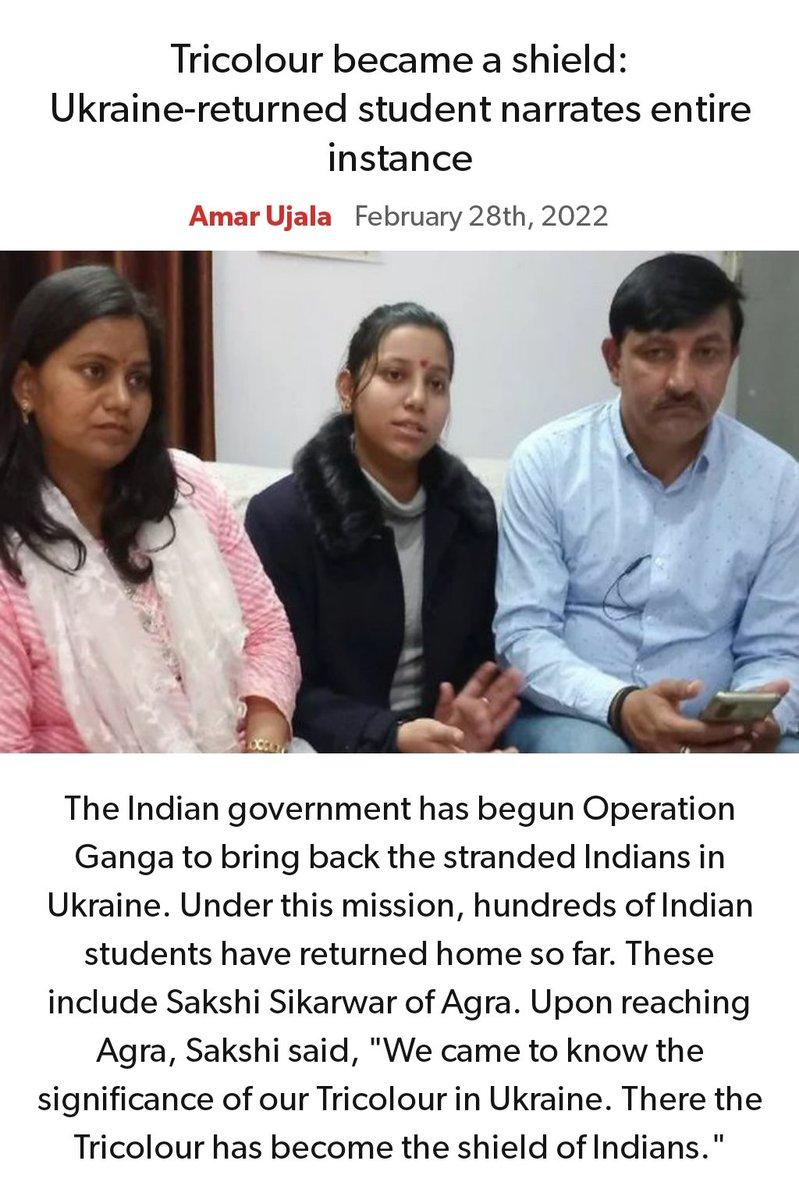 Tricolour became a shield:
Ukraine-returned student narrates entire
instance
Amar Ujala February 28th, 2022
The Indian government has begun Operation
Ganga to bring back the stranded Indians in
Ukraine. Under this mission, hundreds of Indian
students have returned home so far. These
include Sakshi Sikarwar of Agra. Upon reaching
Agra, Sakshi said, "We came to know the
significance of our Tricolour in Ukraine. There the
Tricolour has become the shield of Indians."